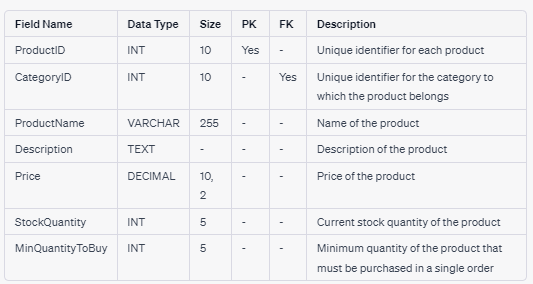 Field Name Data Type Size PK FK Description
ProductID INT 10 Yes - Unique identifier for each product
CategoryID INT 10 - Yes Unique identifier for the category to
which the product belongs
ProductName VARCHAR 255 - - Name of the product
Description TEXT - - - Description of the product
Price DECIMAL 10, - - Price of the product
2
StockQuantity INT 5 - - Current stock quantity of the product
MinQuantityToBuy INT 5 - - Minimum quantity of the product that
must be purchased in a single order